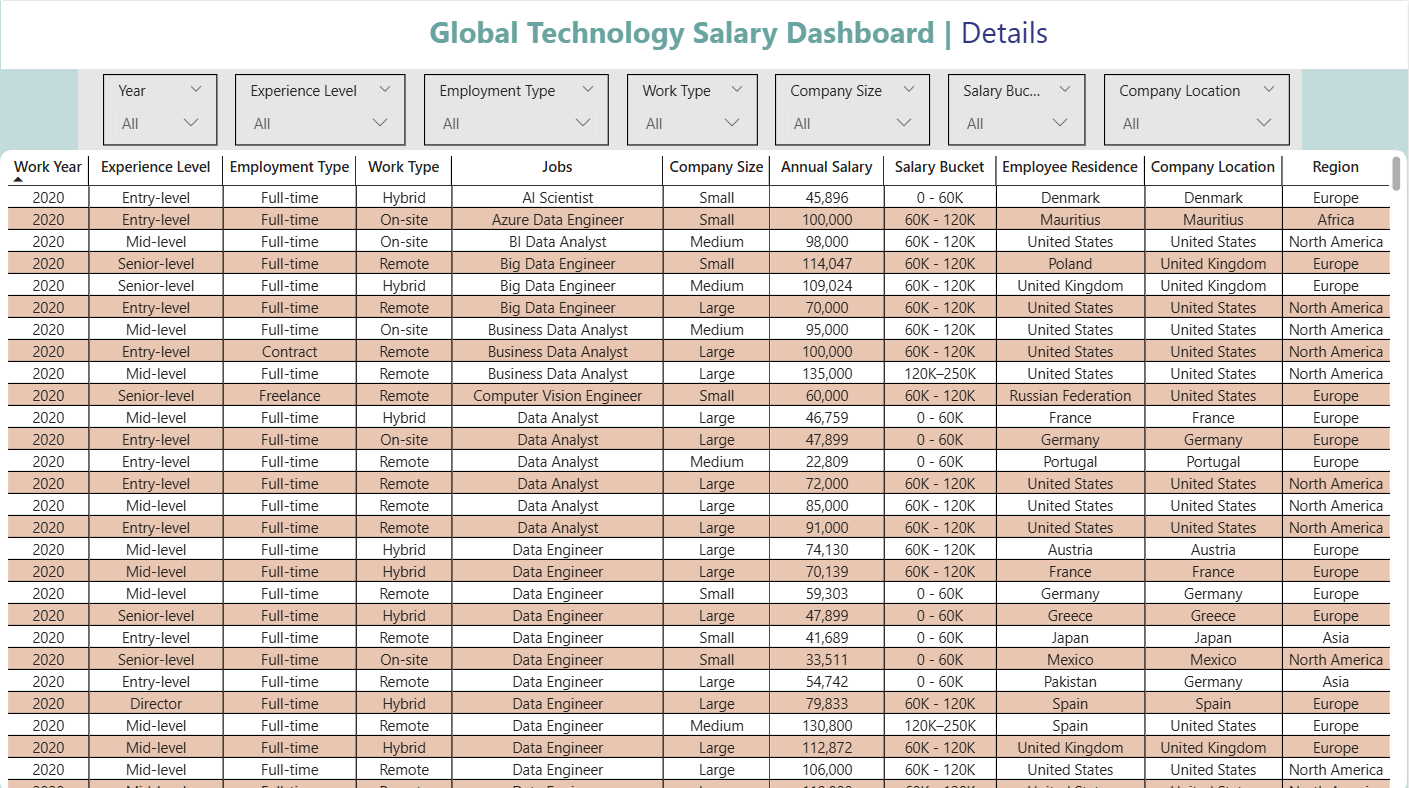 Global Technology Salary Dashboard | Details
Year Experience Level Employment Type Work Type Company Size Salary Buc... Company Location
All All All All All All All
Work Year Experience Level Employment Type Work Type Jobs Company Size Annual Salary Salary Bucket Employee Residence Company Location Region
2020 Entry-level Full-time Hybrid AI Scientist Small 45,896 0 - 60K Denmark Denmark Europe
2020 Entry-level Full-time On-site Azure Data Engineer Small 100,000 60K - 120K Mauritius Mauritius Africa
2020 Mid-level Full-time On-site BI Data Analyst Medium 98,000 60K - 120K United States United States North America
2020 Senior-level Full-time Remote Big Data Engineer Small 114,047 60K - 120K Poland United Kingdom Europe
2020 Senior-level Full-time Hybrid Big Data Engineer Medium 109,024 60K - 120K United Kingdom United Kingdom Europe
2020 Entry-level Full-time Remote Big Data Engineer Large 70,000 60K - 120K United States United States North America
2020 Mid-level Full-time On-site Business Data Analyst Medium 95,000 60K - 120K United States United States North America
2020 Entry-level Contract Remote Business Data Analyst Large 100,000 60K - 120K United States United States North America
2020 Mid-level Full-time Remote Business Data Analyst Large 135,000 120K–250K United States United States North America
2020 Senior-level Freelance Remote Computer Vision Engineer Small 60,000 60K - 120K Russian Federation United States Europe
2020 Mid-level Full-time Hybrid Data Analyst Large 46,759 0 - 60K France France Europe
2020 Entry-level Full-time On-site Data Analyst Large 47,899 0 - 60K Germany Germany Europe
2020 Entry-level Full-time Remote Data Analyst Medium 22,809 0 - 60K Portugal Portugal Europe
2020 Entry-level Full-time Remote Data Analyst Large 72,000 60K - 120K United States United States North America
2020 Mid-level Full-time Remote Data Analyst Large 85,000 60K - 120K United States United States North America
2020 Entry-level Full-time Remote Data Analyst Large 91,000 60K - 120K United States United States North America
2020 Mid-level Full-time Hybrid Data Engineer Large 74,130 60K - 120K Austria Austria Europe
2020 Mid-level Full-time Hybrid Data Engineer Large 70,139 60K - 120K France France Europe
2020 Mid-level Full-time Remote Data Engineer Small 59,303 0 - 60K Germany Germany Europe
2020 Senior-level Full-time Hybrid Data Engineer Large 47,899 0 - 60K Greece Greece Europe
2020 Entry-level Full-time Remote Data Engineer Small 41,689 0 - 60K Japan Japan Asia
2020 Senior-level Full-time On-site Data Engineer Small 33,511 0 - 60K Mexico Mexico North America
2020 Entry-level Full-time Remote Data Engineer Large 54,742 0 - 60K Pakistan Germany Asia
2020 Director Full-time Hybrid Data Engineer Large 79,833 60K - 120K Spain Spain Europe
2020 Mid-level Full-time Remote Data Engineer Medium 130,800 120K–250K Spain United States Europe
2020 Mid-level Full-time Hybrid Data Engineer Large 112,872 60K - 120K United Kingdom United Kingdom Europe
2020 Mid-level Full-time Remote Data Engineer Large 106,000 60K - 120K United States United States North America